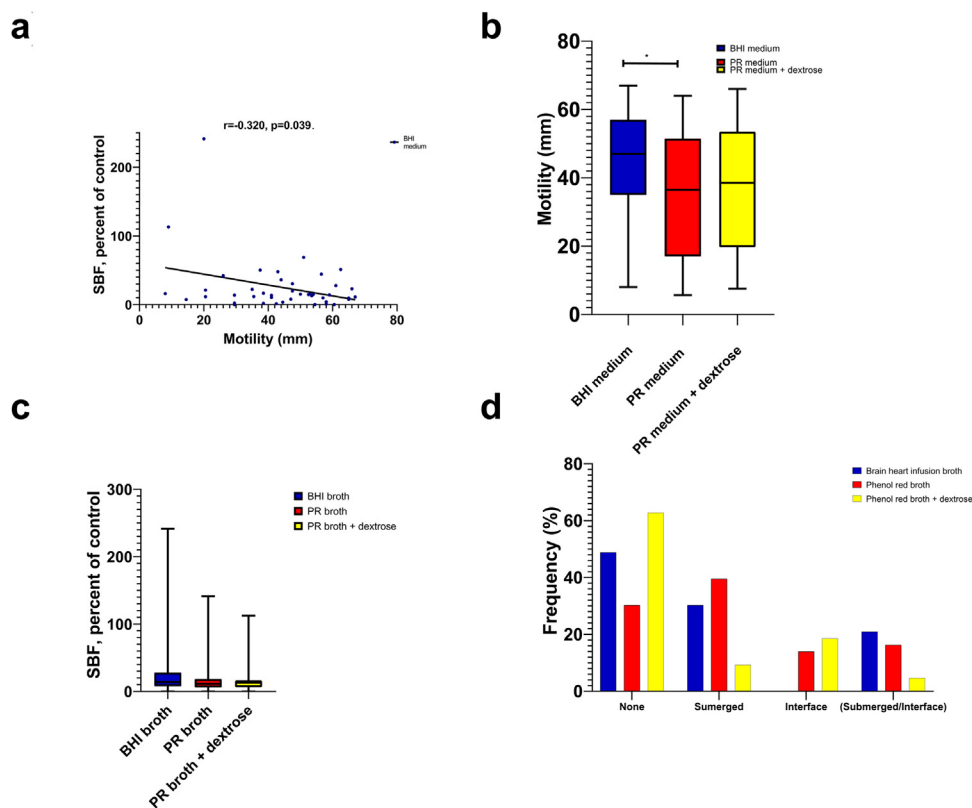 a
r=-0.320, p=0.039.
BHI
medium
SBF, percent of control
200
100
0
0
20
40
60
80
Motility (mm)
b
BHI medium
PR medium
PR medium + dextrose
*
Motility (mm)
80
60
40
20
0
BHI medium
PR medium
PR medium + dextrose
c
SBF, percent of control
300
200
100
0
BHI broth
PR broth
PR broth + dextrose
BHI broth
PR broth
PR broth + dextrose
d
Frequency (%)
80
60
40
20
0
Brain heart infusion broth
Phenol red broth
Phenol red broth + dextrose
None
Sumerged
Interface
(Submerged/Interface)